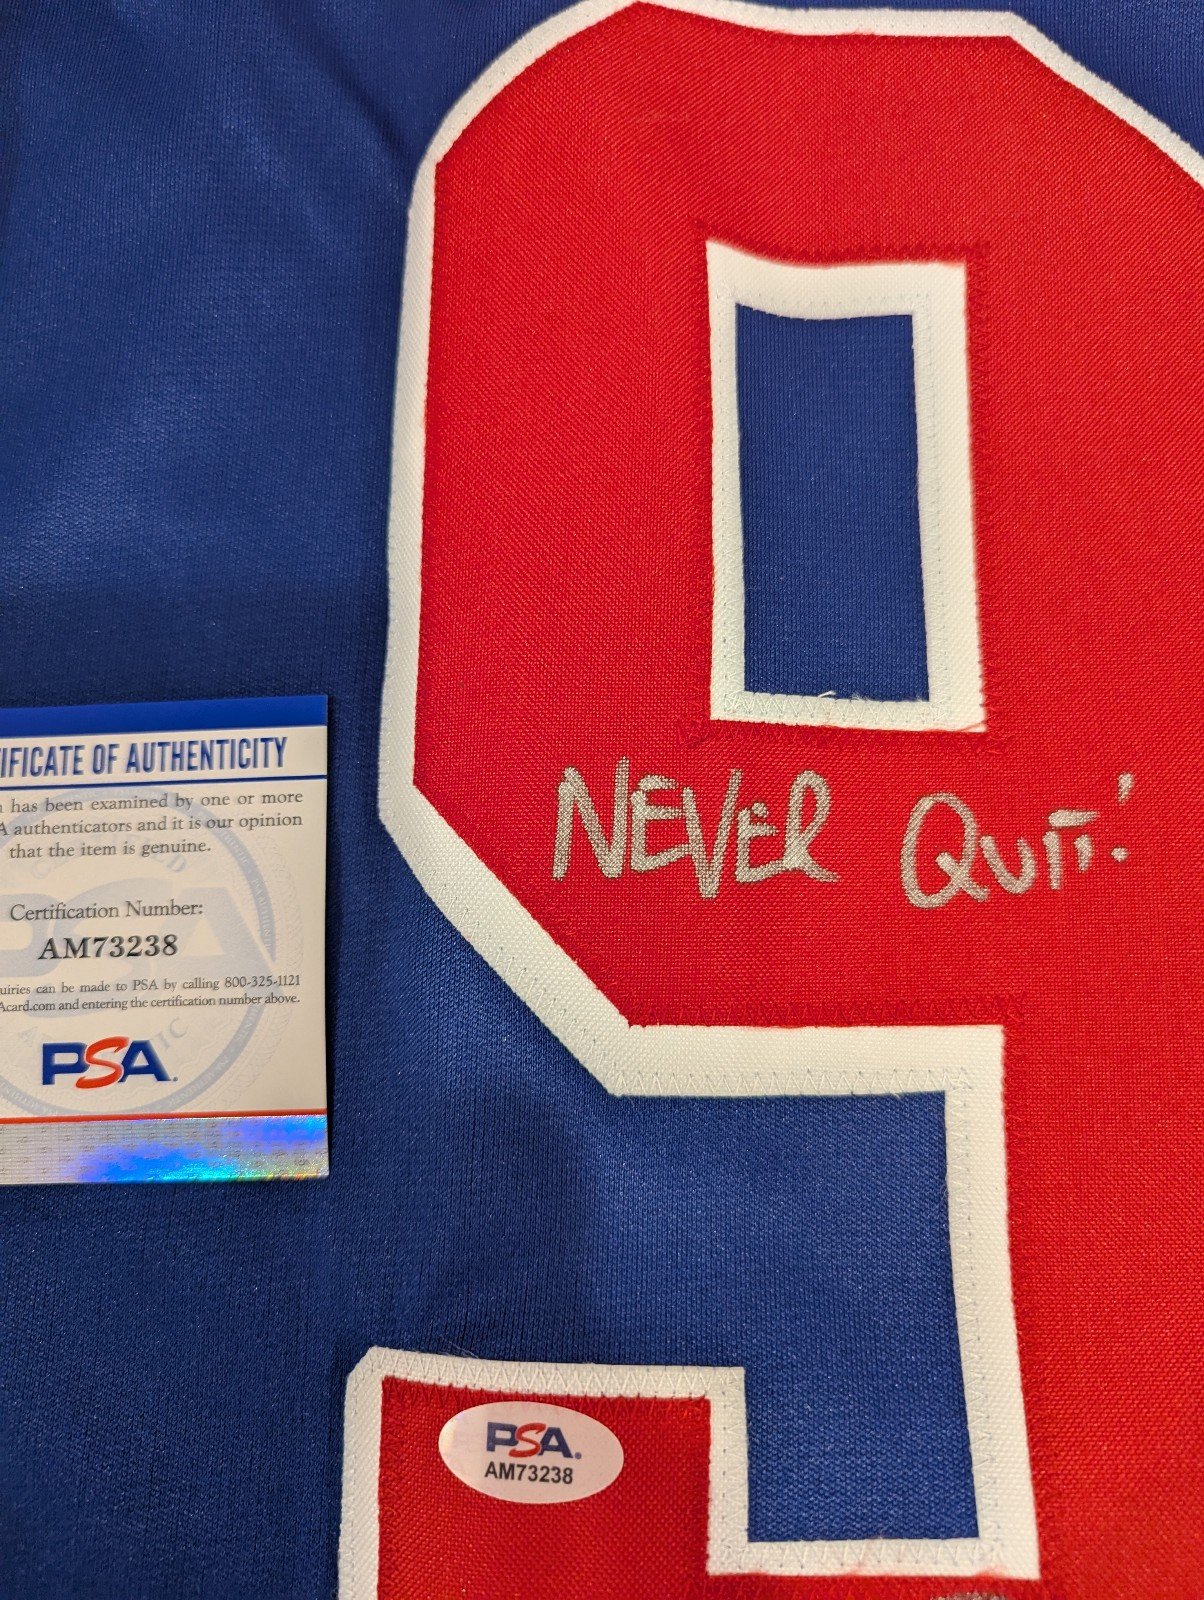 9
NEVER QUIT!
IFICATE OF AUTHENTICITY
has been examined by one or more
A authenticators and it is our opinion
that the item is genuine.
Certification Number:
AM73238
uiries can be made to PSA by calling 800-325-1121
Acard.com and entering the certification number above.
PSA.
PSA.
AM73238